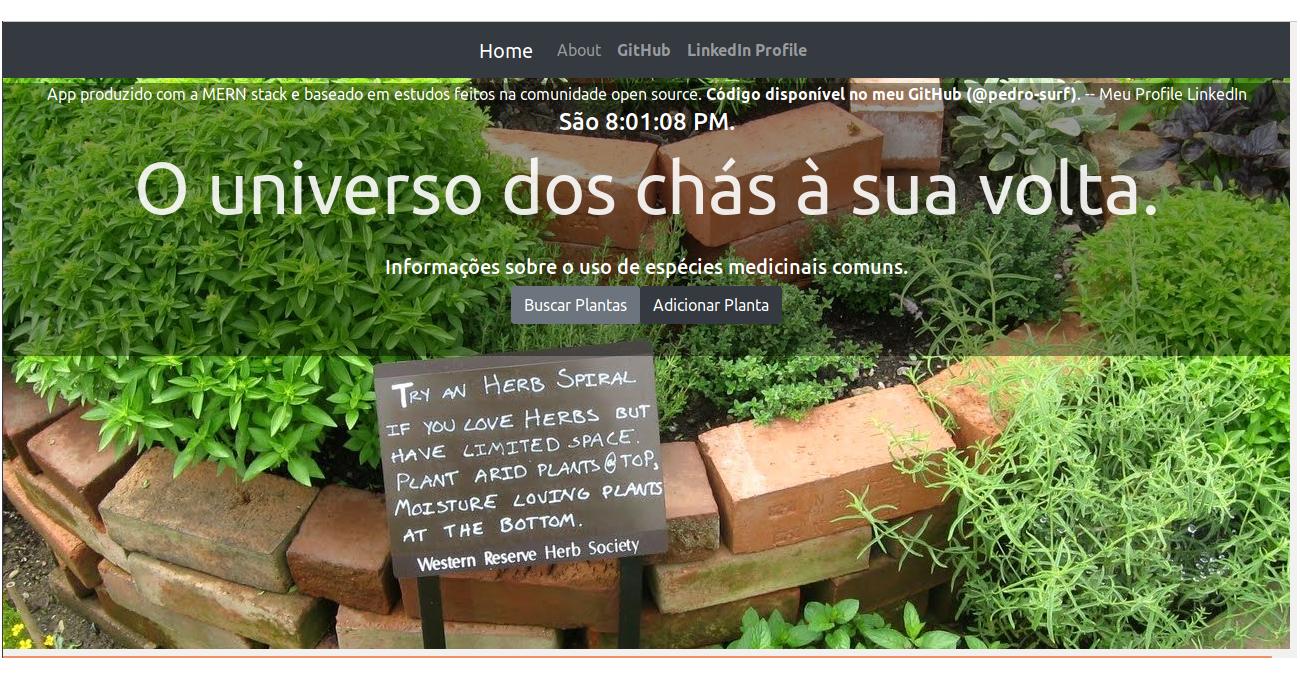 Home About GitHub LinkedIn Profile
App produzido com a MERN stack e baseado em estudos feitos na comunidade open source. Código disponível no meu GitHub (@pedro-surf). -- Meu Profile LinkedIn
São 8:01:08 PM.
O universo dos chás à sua volta.
Informações sobre o uso de espécies medicinais comuns.
Buscar Plantas Adicionar Planta
TRY AN HERB SPIRAL
IF YOU LOVE HERBS BUT
HAVE LIMITED SPACE.
PLANT ARID PLANTS @ TOP,
MOISTURE LOVING PLANTS
AT THE BOTTOM.
Western Reserve Herb Society